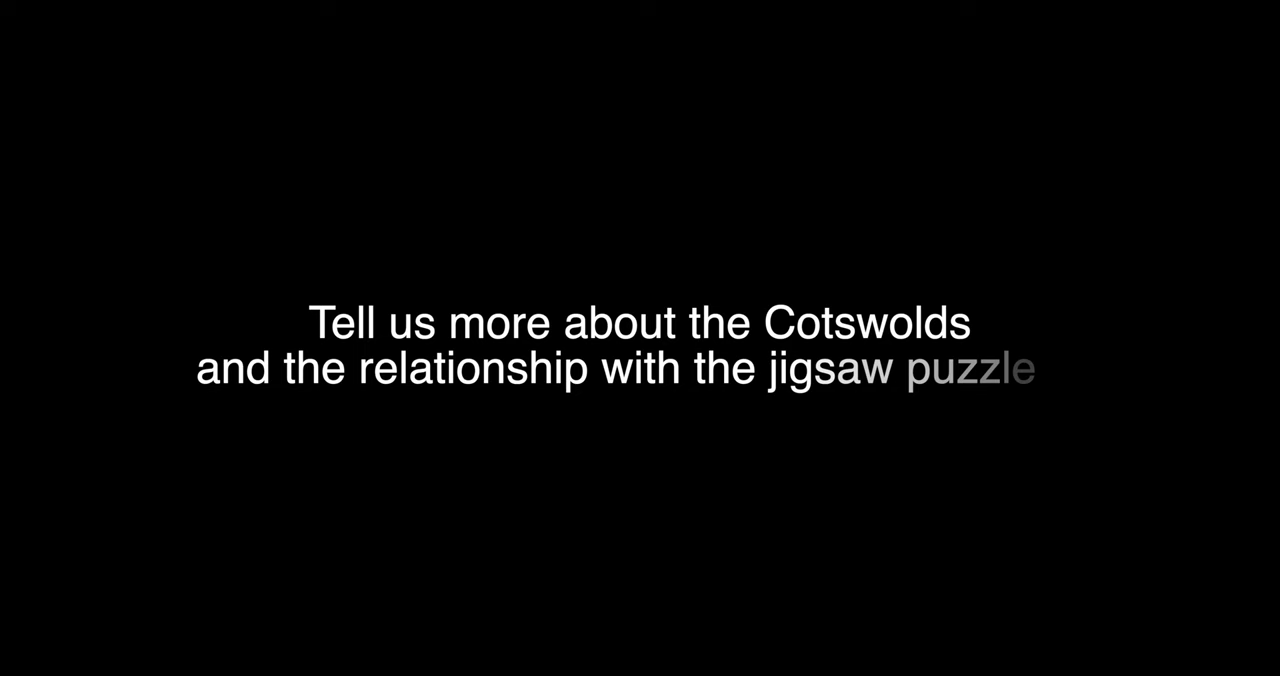 Tell us more about the Cotswolds
and the relationship with the jigsaw puzzle